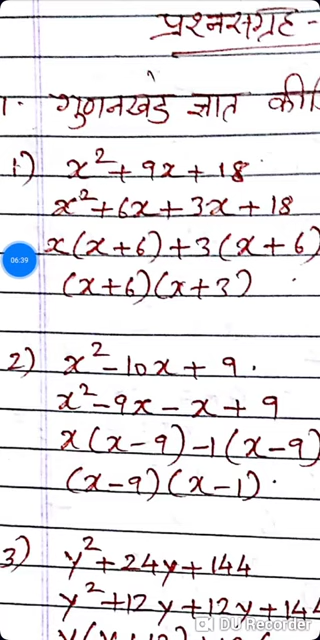 प्रश्नसंग्रह -
1. गुणनखंड ज्ञात
1) x² + 9x + 18
x² + 6x + 3x + 18
x(x+6)+3(x+6)
06:39
(x+6)(x+3)
2) x² - 10x + 9.
x² - 9x - x + 9
x(x-9)-1(x-9)
(x-9)(x-1).
3) y² + 24y + 144
y² + 12y + 12y + 144
DU Recorder